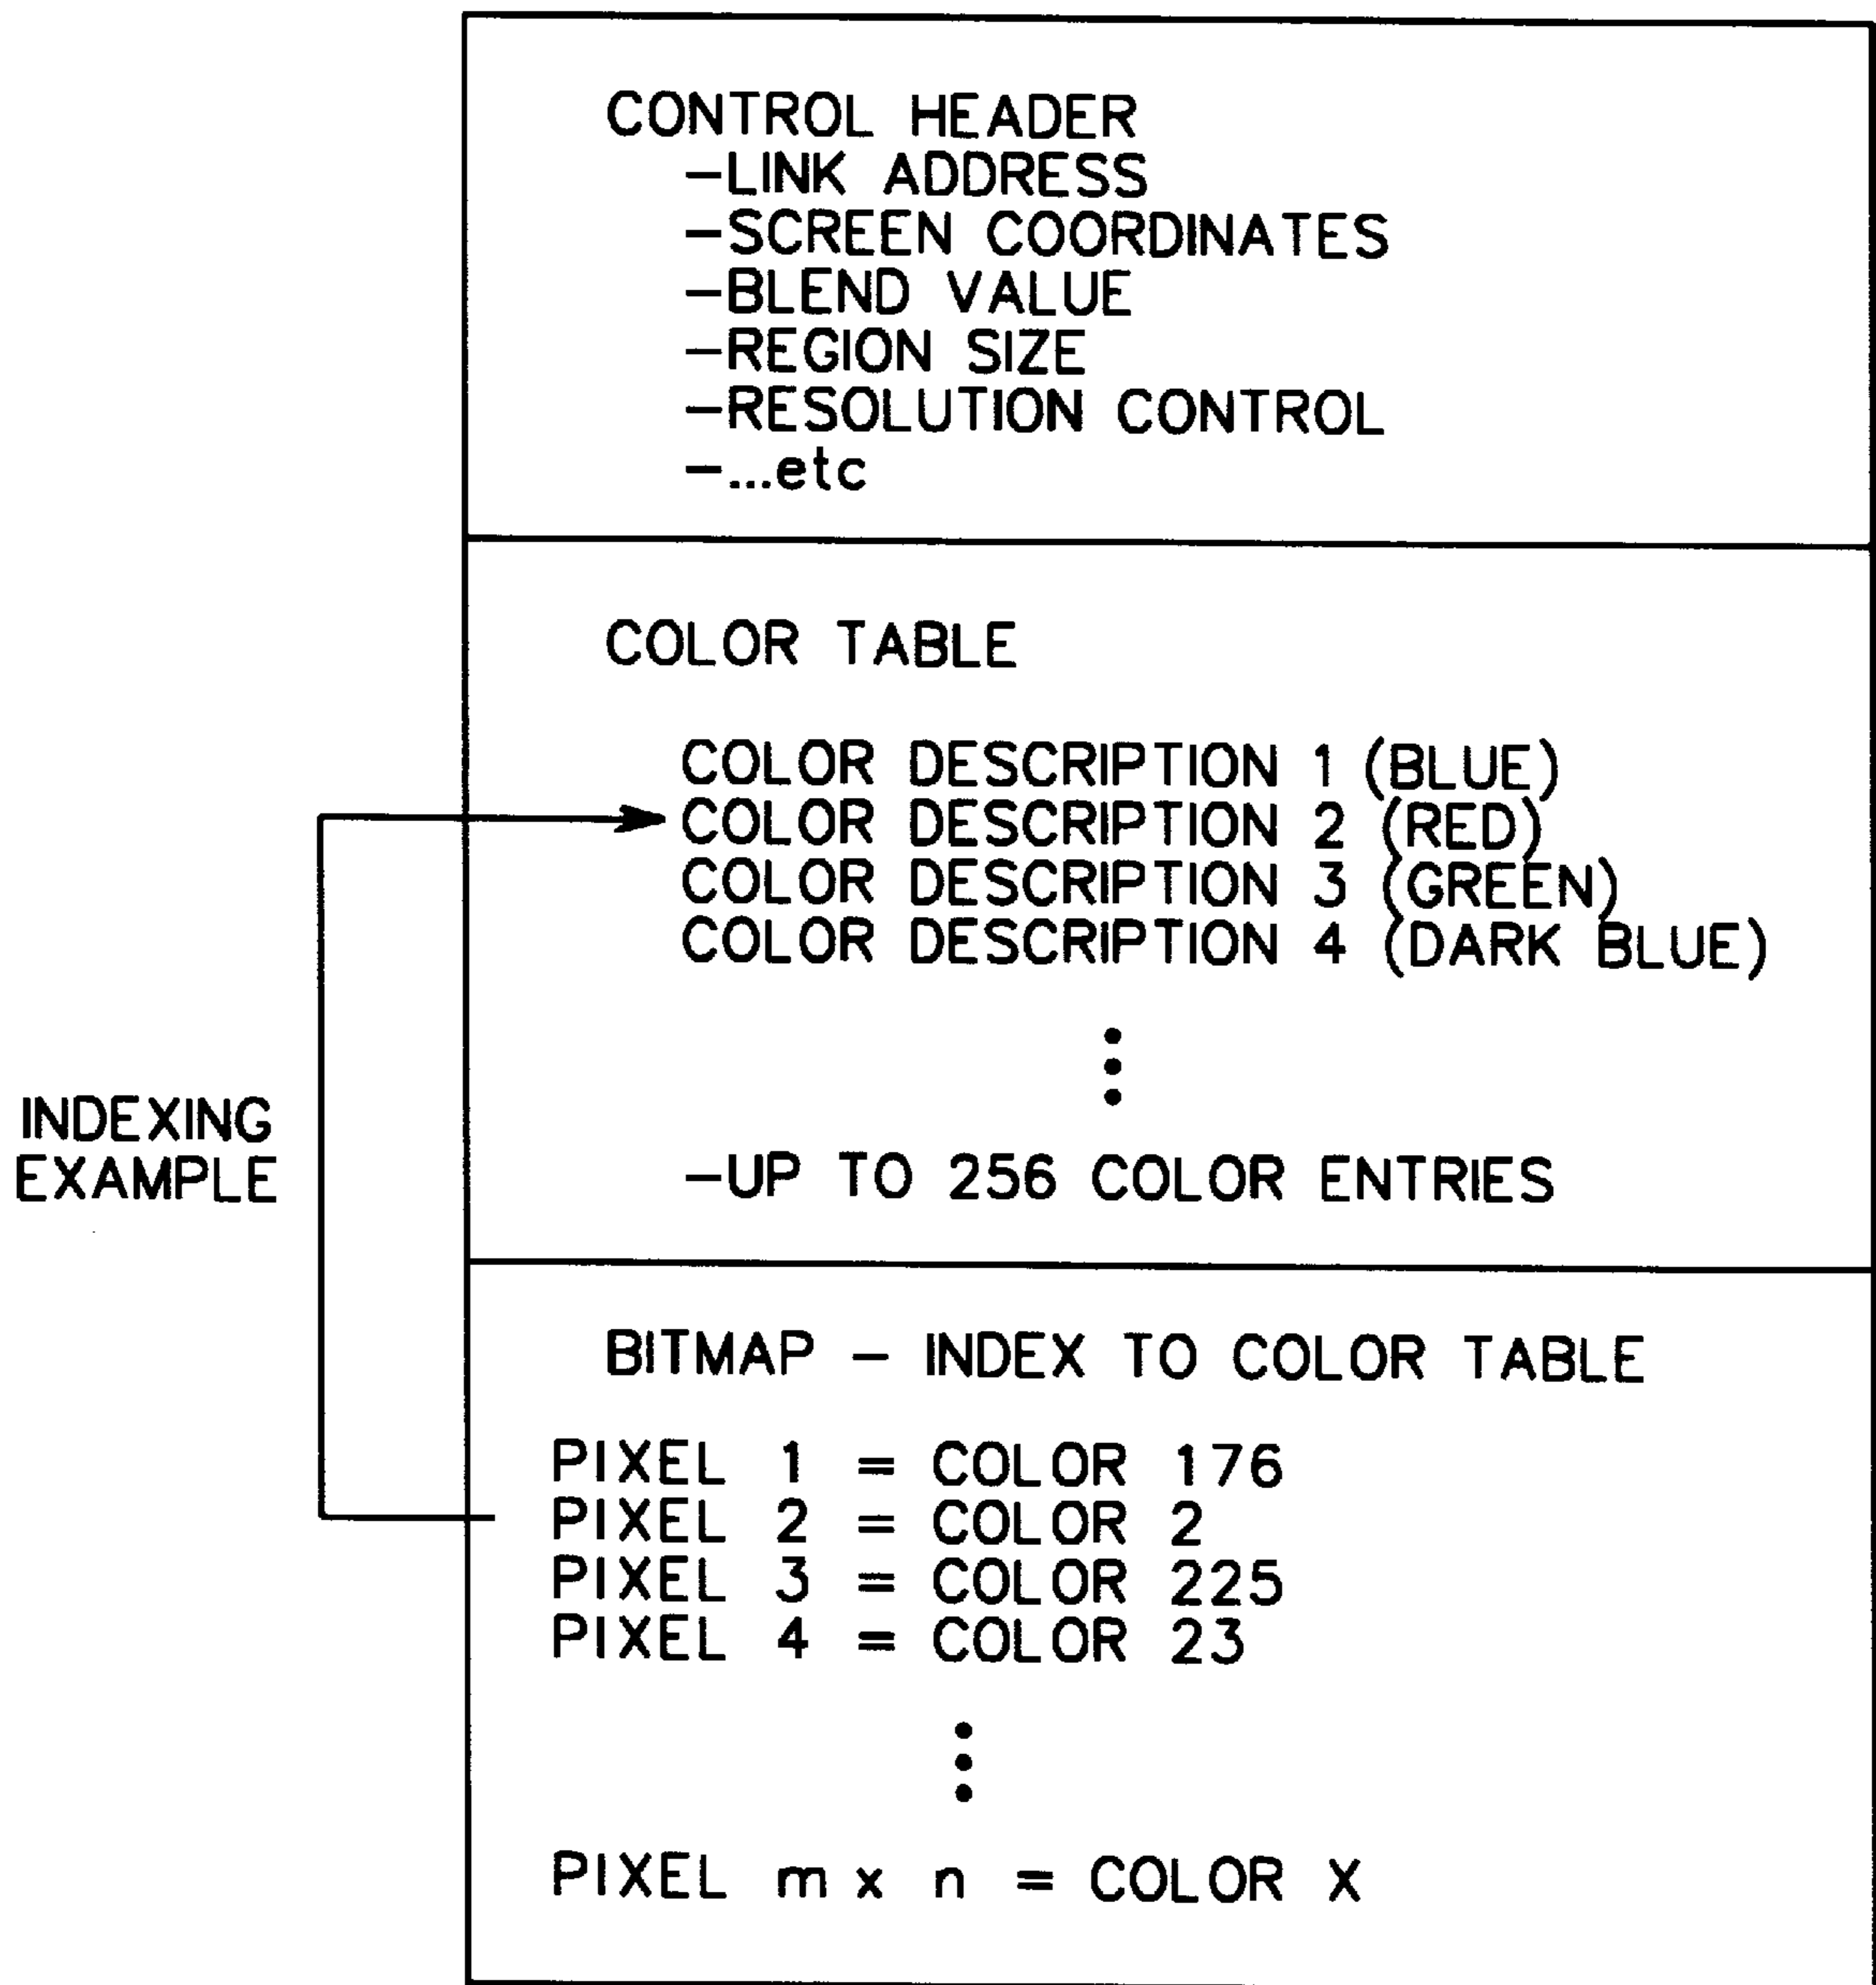 CONTROL HEADER
-LINK ADDRESS
-SCREEN COORDINATES
-BLEND VALUE
-REGION SIZE
-RESOLUTION CONTROL
-...etc
COLOR TABLE
COLOR DESCRIPTION 1 (BLUE)
COLOR DESCRIPTION 2 (RED)
COLOR DESCRIPTION 3 (GREEN)
COLOR DESCRIPTION 4 (DARK BLUE)
-UP TO 256 COLOR ENTRIES
INDEXING
EXAMPLE
BITMAP - INDEX TO COLOR TABLE
PIXEL 1 = COLOR 176
PIXEL 2 = COLOR 2
PIXEL 3 = COLOR 225
PIXEL 4 = COLOR 23
PIXEL m x n = COLOR X